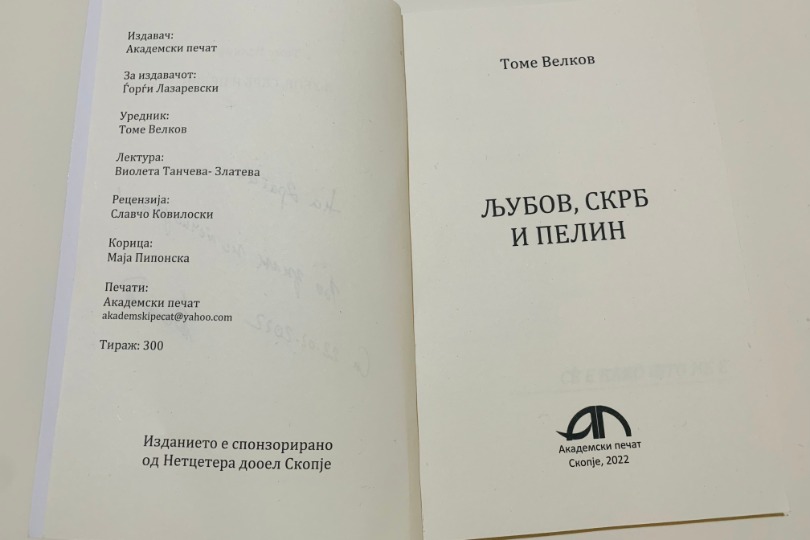 Издавач:
Академски печат
За издавачот:
Ѓорѓи Лазаревски
Уредник:
Томе Велков
Лектура:
Виолета Танчева- Златева
Рецензија:
Славчо Ковилоски
Корица:
Маја Пипонска
Печати:
Академски печат
akademskipecat@yahoo.com
Тираж: 300
Изданието е спонзорирано
од Нетцетера дооел Скопје
Томе Велков
ЉУБОВ, СКРБ
И ПЕЛИН
Академски печат
Скопје, 2022